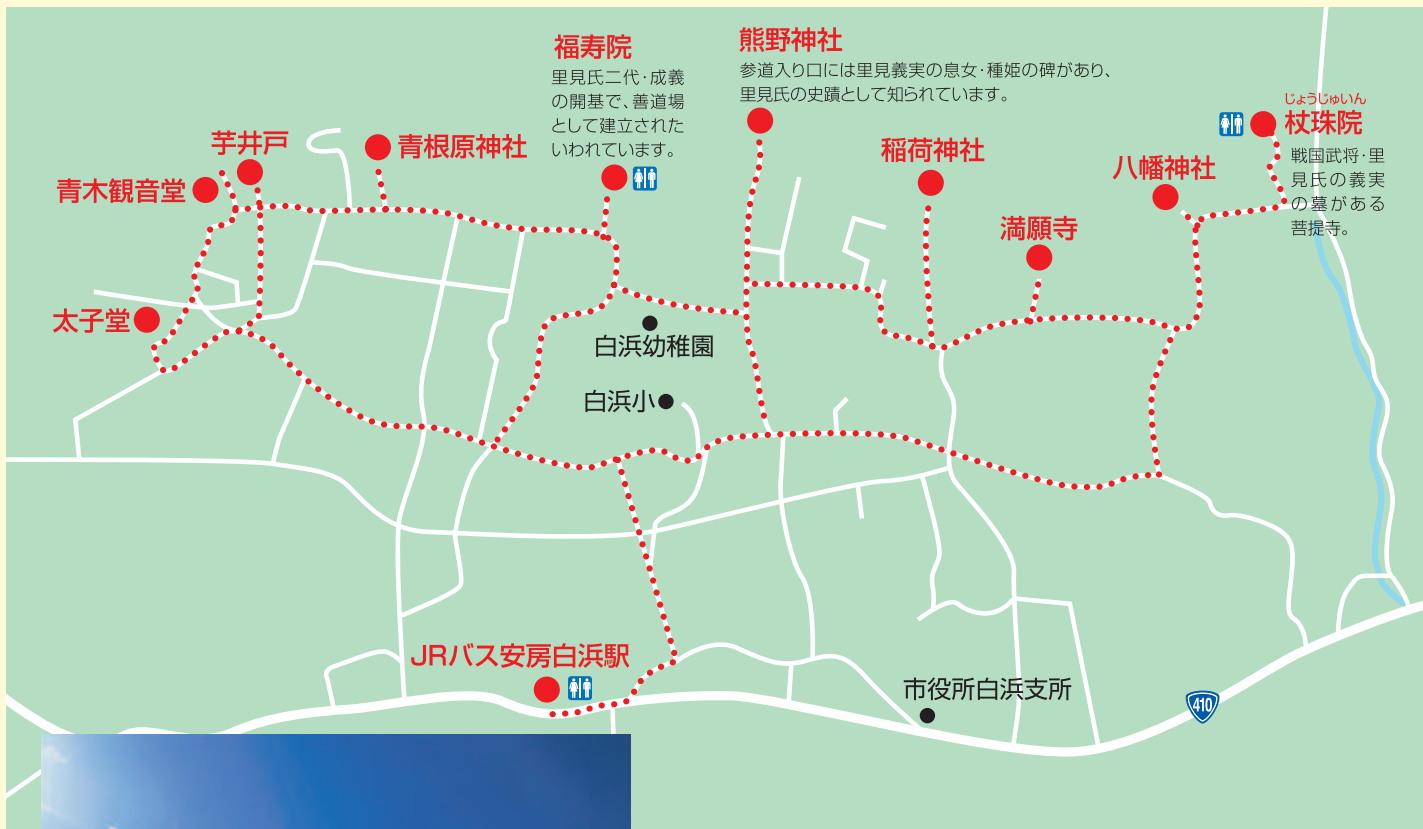 福寿院
里見氏二代・成義
の開基で、善道場
として建立された
いわれています。
熊野神社
参道入り口には里見義実の息女・種姫の碑があり、
里見氏の史蹟として知られています。
じょうじゅいん
杖珠院
戦国武将・里
見氏の義実
の墓がある
菩提寺。
芋井戸
青根原神社
青木観音堂
稲荷神社
八幡神社
満願寺
太子堂
白浜幼稚園
白浜小
JRバス安房白浜駅
市役所白浜支所
410